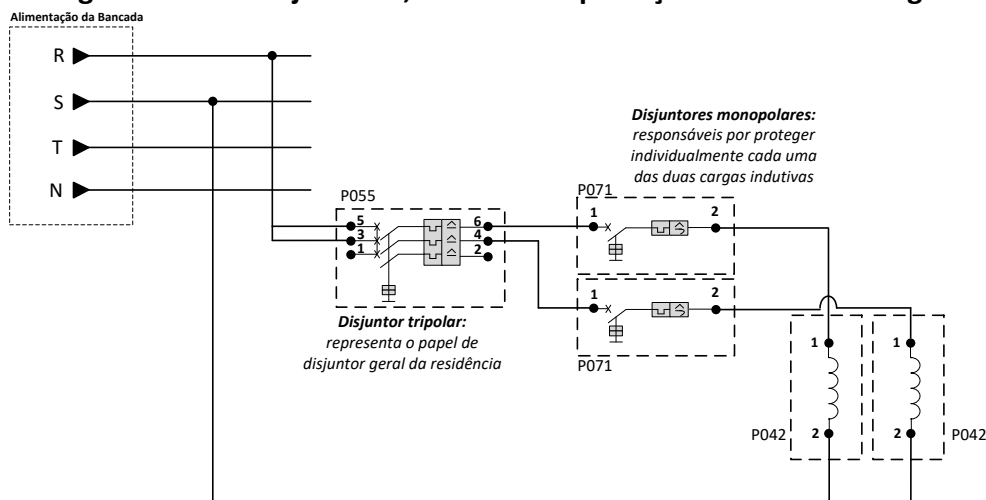 Alimentação da Bancada
R
S
T
N
Disjuntores monopolares:
responsáveis por proteger
individualmente cada uma
das duas cargas indutivas
P055
P071
5
6
3
4
1
2
1
2
1
2
P071
Disjuntor tripolar:
representa o papel de
disjuntor geral da residência
1
1
P042
2
2
P042